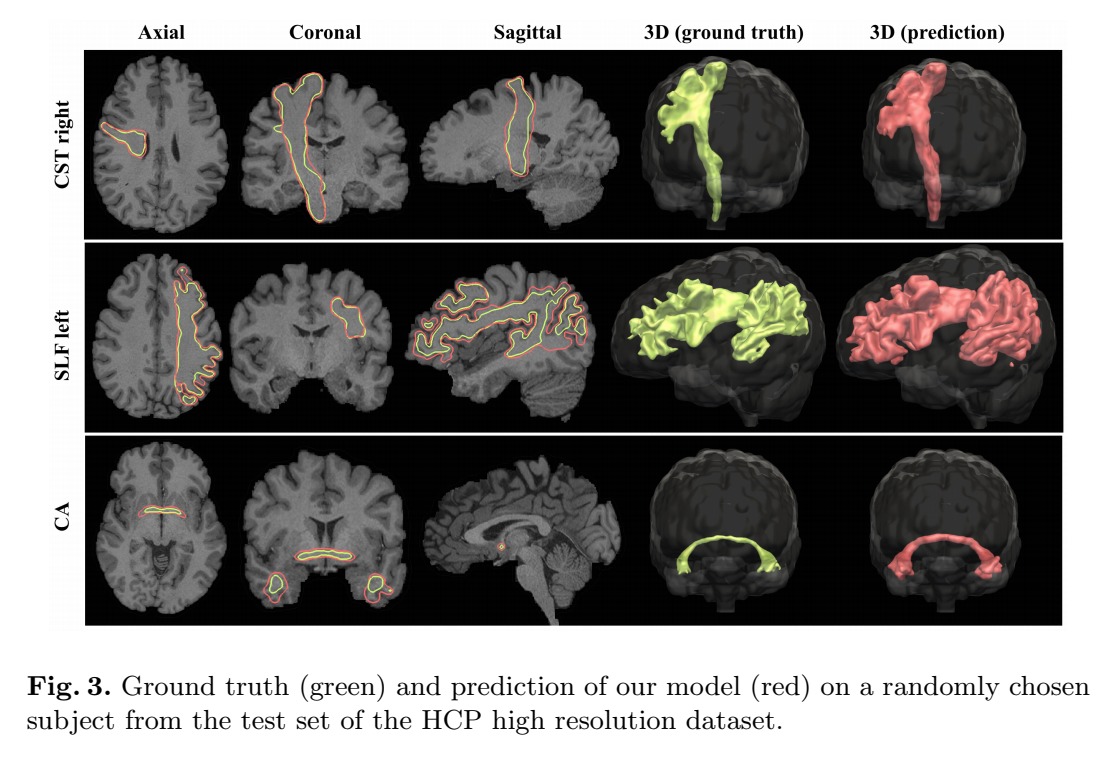 Axial Coronal Sagittal 3D (ground truth) 3D (prediction)
CST right
SLF left
CA
Fig. 3. Ground truth (green) and prediction of our model (red) on a randomly chosen
subject from the test set of the HCP high resolution dataset.